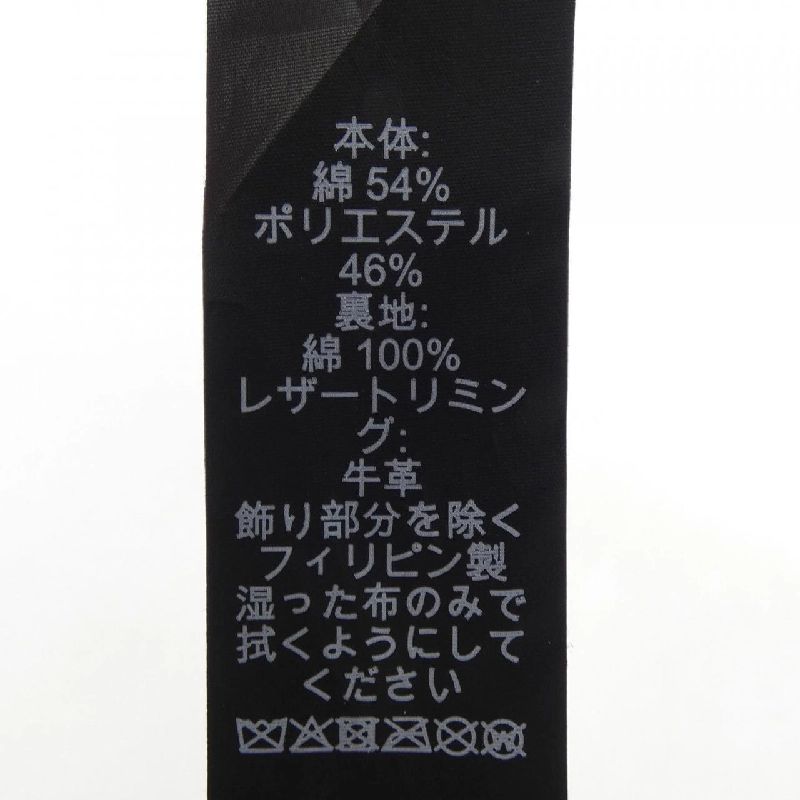 本体:
綿 54%
ポリエステル
46%
裏地:
綿 100%
レザートリミン
グ:
牛革
飾り部分を除く
フィリピン製
湿った布のみで
拭くようにして
ください